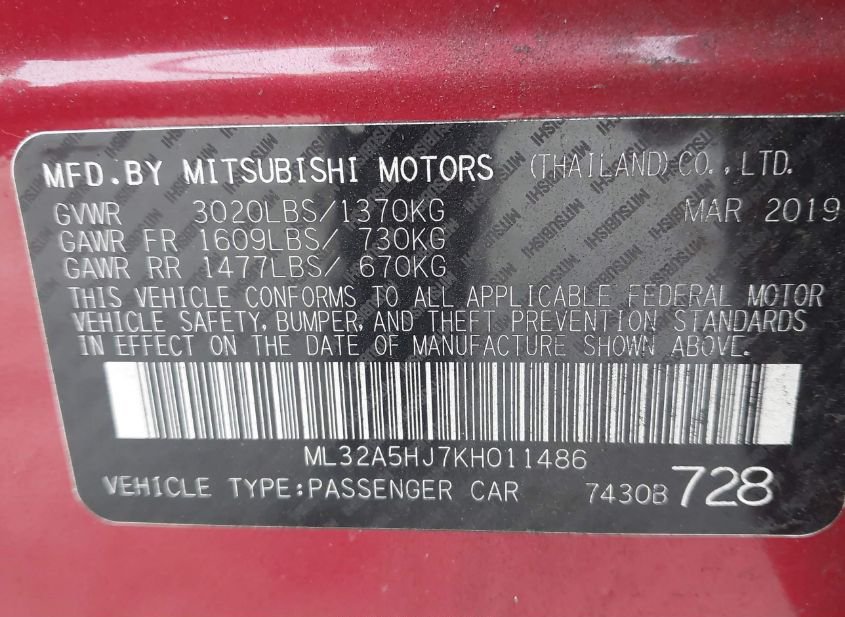 MFD.BY MITSUBISHI MOTORS (THAILAND) CO.,LTD.
GVWR 3020LBS/1370KG MAR 2019
GAWR FR 1609LBS/ 730KG
GAWR RR 1477LBS/ 670KG
THIS VEHICLE CONFORMS TO ALL APPLICABLE FEDERAL MOTOR
VEHICLE SAFETY, BUMPER, AND THEFT PREVENTION STANDARDS
IN EFFECT ON THE DATE OF MANUFACTURE SHOWN ABOVE.
ML32A5HJ7KH011486
VEHICLE TYPE:PASSENGER CAR 7430B 728